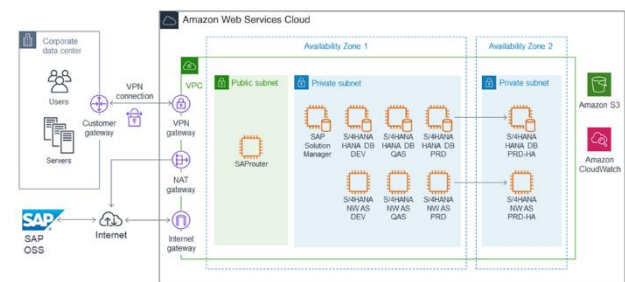 Amazon Web Services Cloud
Corporate
data center
Users
Servers
Customer
gateway
VPN
connection
SAP
SAP
OSS
Internet
VPC
VPN
gateway
NAT
gateway
Internet
gateway
Availability Zone 1
Public subnet
SAProuter
Private subnet
SAP
Solution
Manager
S/4HANA
HANA DB
DEV
S/4HANA
HANA DB
QAS
S/4HANA
HANA DB
PRD
S/4HANA
NW AS
DEV
S/4HANA
NW AS
QAS
S/4HANA
NW AS
PRD
Availability Zone 2
Private subnet
S/4HANA
HANA DB
PRD-HA
S/4HANA
NW AS
PRD-HA
Amazon S3
Amazon
CloudWatch